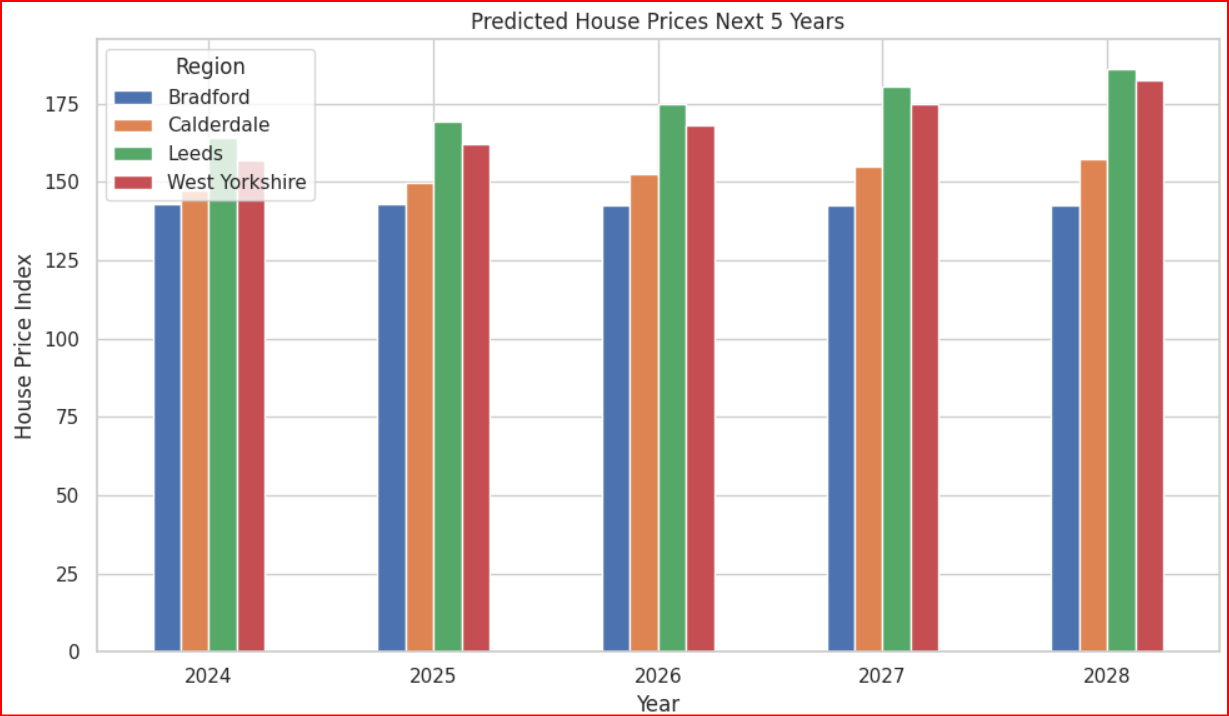 Predicted House Prices Next 5 Years
Region
Bradford
Calderdale
Leeds
West Yorkshire
House Price Index
175
150
125
100
75
50
25
0
2024 2025 2026 2027 2028
Year